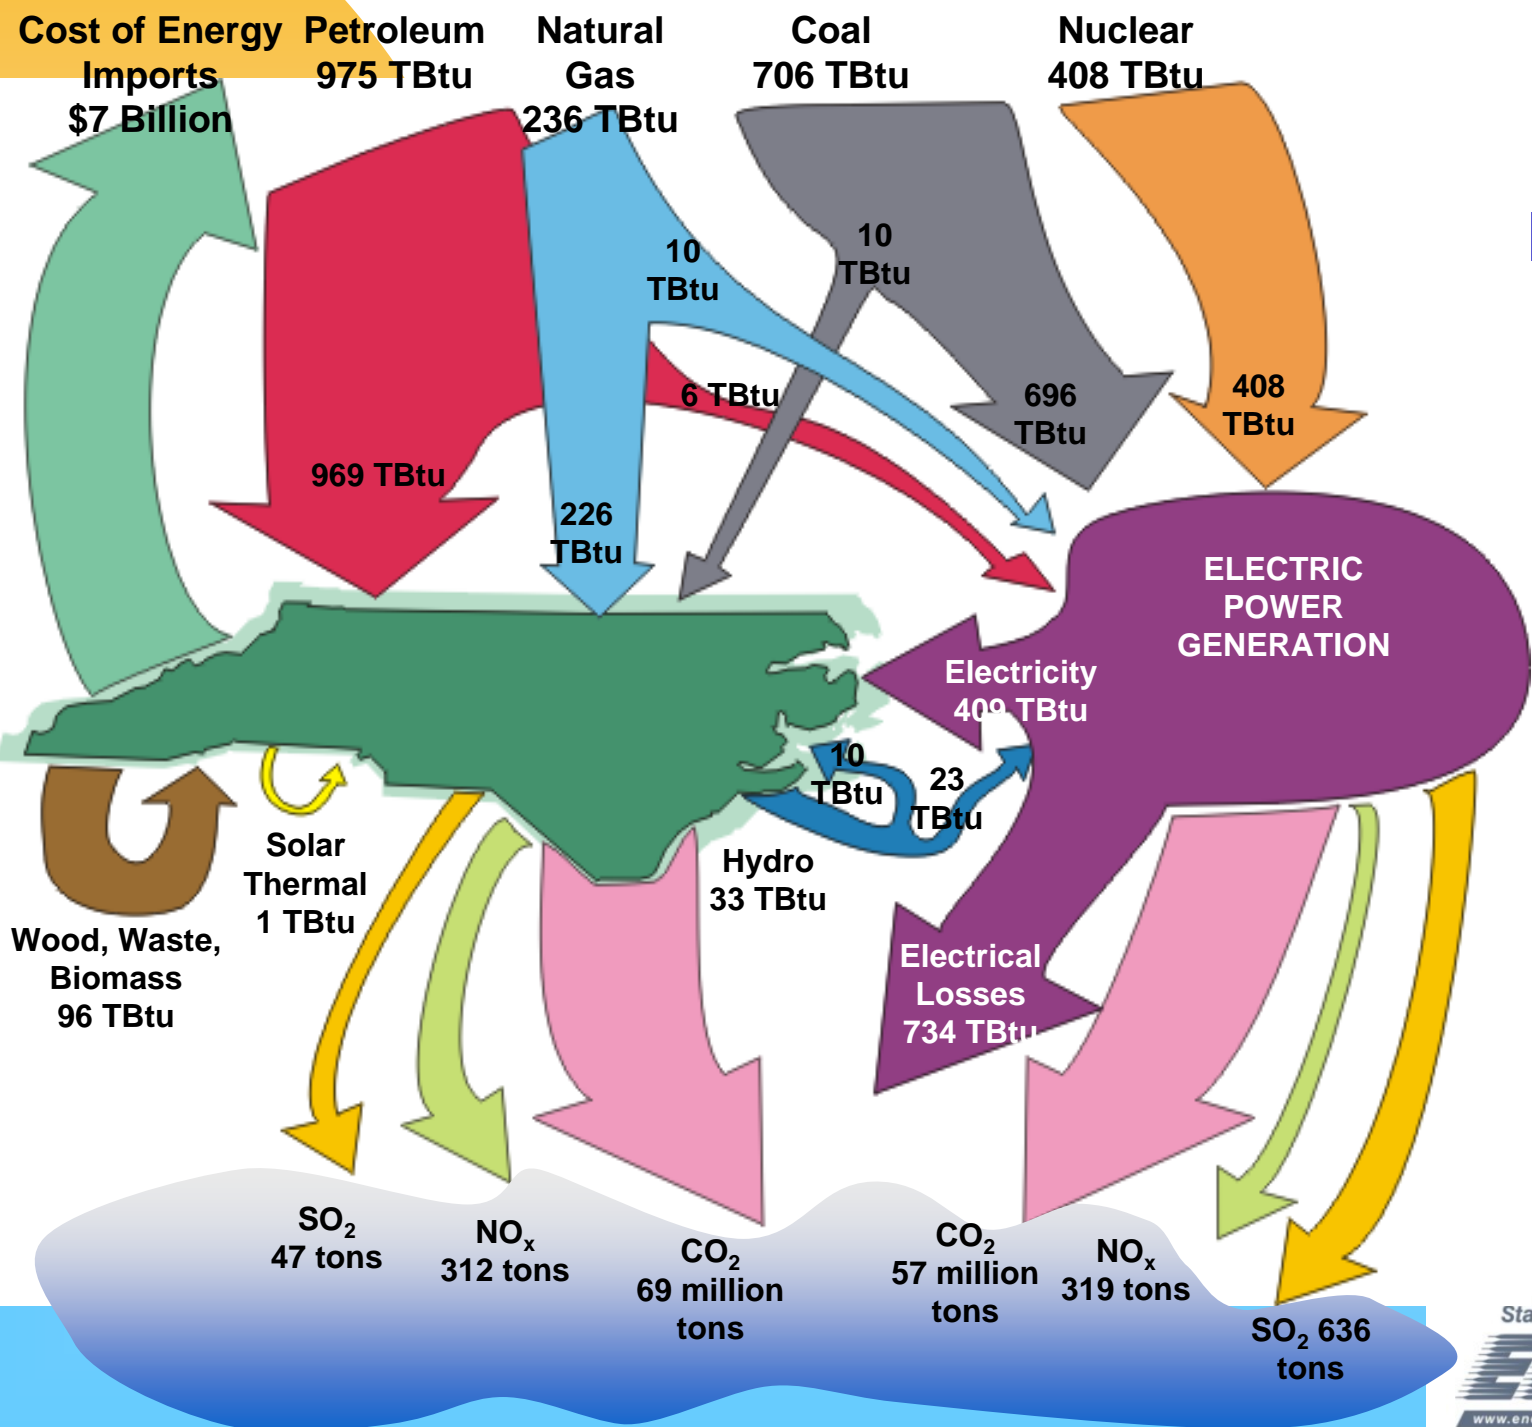 Cost of Energy
Imports
$7 Billion
Petroleum
975 TBtu
Natural
Gas
236 TBtu
Coal
706 TBtu
Nuclear
408 TBtu
10
TBtu
10
TBtu
6 TBtu
696
TBtu
408
TBtu
969 TBtu
226
TBtu
ELECTRIC
POWER
GENERATION
Electricity
409 TBtu
10
TBtu
23
TBtu
Hydro
33 TBtu
Solar
Thermal
1 TBtu
Wood, Waste,
Biomass
96 TBtu
Electrical
Losses
734 TBtu
SO₂
47 tons
NOₓ
312 tons
CO₂
69 million
tons
CO₂
57 million
tons
NOₓ
319 tons
SO₂ 636
tons
Sta
www.en